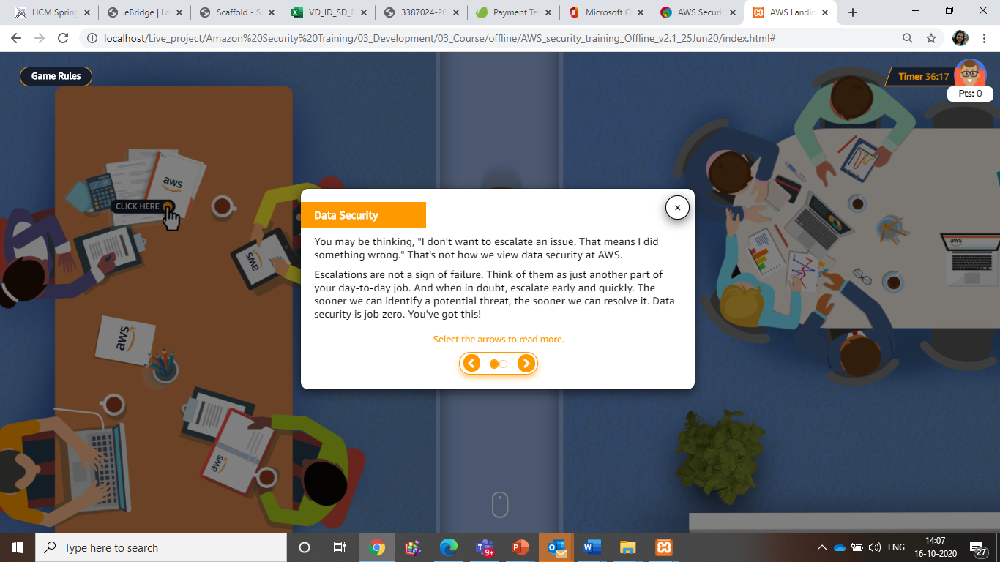 HCM Spring
eBridge | Lo
Scaffold - S
VD_ID_SD_F
3387024-20
Payment Te
Microsoft O
AWS Securi
AWS Landin
localhost/Live_project/Amazon%20Security%20Training/03_Development/03_Course/offline/AWS_security_training_Offline_v2.1_25Jun20/index.html#
Game Rules
Timer 36:17
Pts: 0
aws
CLICK HERE
aws
aws
aws
aws
Data Security
×
You may be thinking, "I don't want to escalate an issue. That means I did
something wrong." That's not how we view data security at AWS.
Escalations are not a sign of failure. Think of them as just another part of
your day-to-day job. And when in doubt, escalate early and quickly. The
sooner we can identify a potential threat, the sooner we can resolve it. Data
security is job zero. You've got this!
Select the arrows to read more.
Type here to search
9+
ENG
14:07
16-10-2020
27